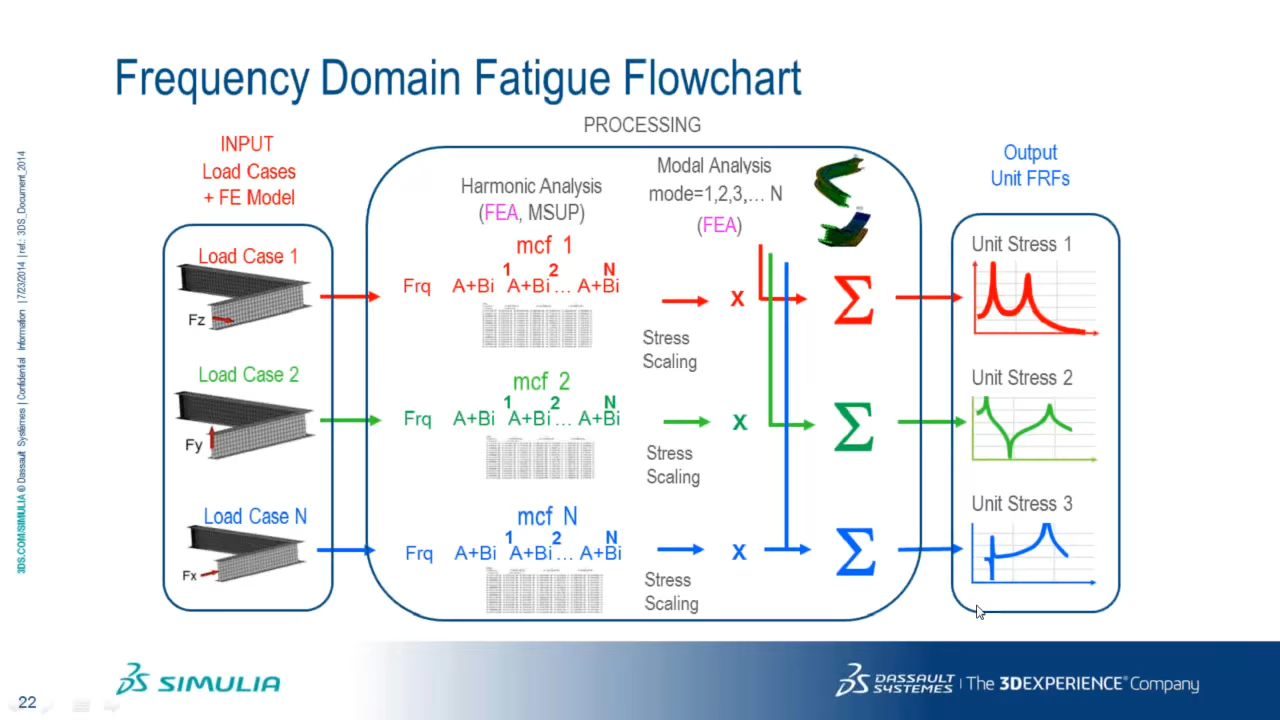 Frequency Domain Fatigue Flowchart
PROCESSING
INPUT
Load Cases
+ FE Model
Load Case 1
Fz
Load Case 2
Fy
Load Case N
Fx
Harmonic Analysis
(FEA, MSUP)
mcf 1
1 2 N
Frq A+Bi A+Bi ... A+Bi
mcf 2
1 2 N
Frq A+Bi A+Bi ... A+Bi
mcf N
1 2 N
Frq A+Bi A+Bi ... A+Bi
Stress
Scaling
Stress
Scaling
Stress
Scaling
Modal Analysis
mode=1,2,3,... N
(FEA)
X Σ
X Σ
X Σ
Output
Unit FRFs
Unit Stress 1
Unit Stress 2
Unit Stress 3
3DS.COM/SIMULIA © Dassault Systèmes | Confidential Information | 7/23/2014 | ref.: 3DS_Document_2014
22
SIMULIA
DASSAULT
SYSTEMES | The 3DEXPERIENCE® Company